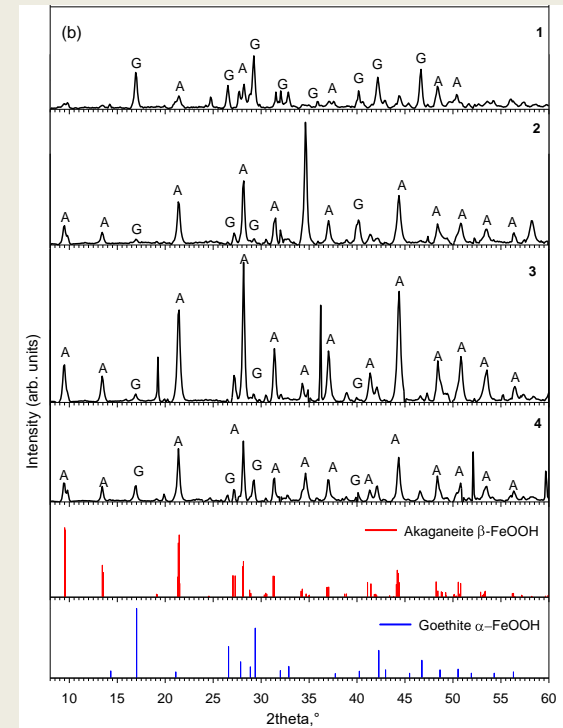 (b)
1
G A G A G G G A G G G A A
2
A A G A G A G A A G A A A A A
3
A A G A A G A A A G A A A A A A
4
A A G A G A G A A A G A A A A A A
Akaganeite β-FeOOH
Goethite α–FeOOH
10 15 20 25 30 35 40 45 50 55 60
2theta,°
Intensity (arb. units)